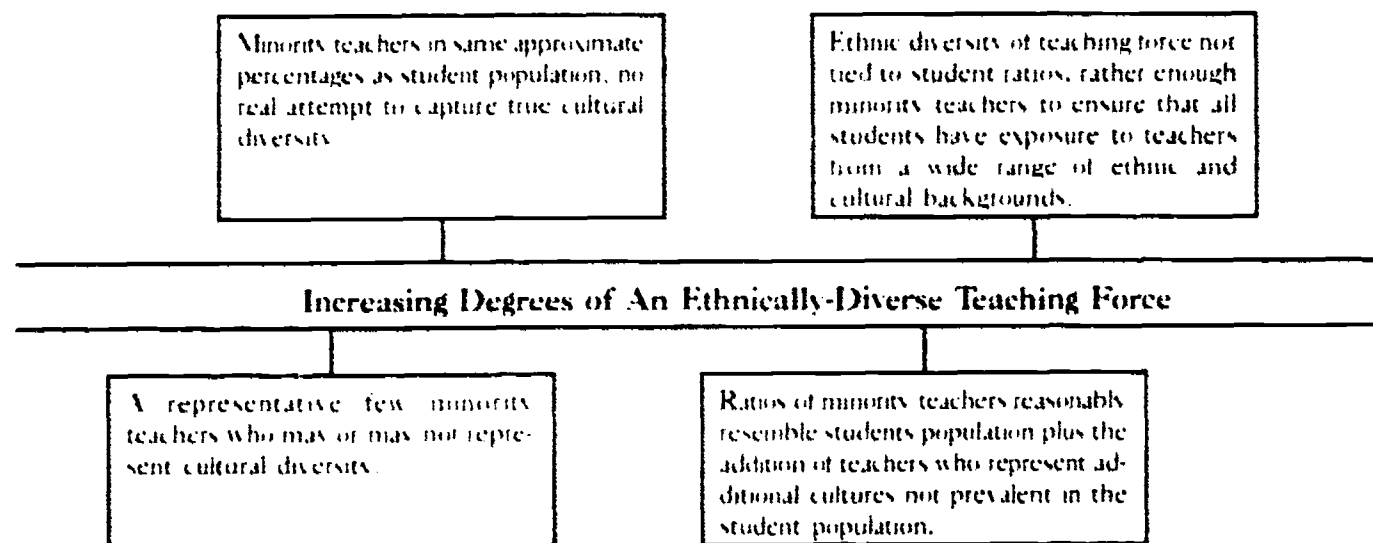 Minority teachers in same approximate
percentages as student population, no
real attempt to capture true cultural
diversity
Ethnic diversity of teaching force not
tied to student ratios, rather enough
minority teachers to ensure that all
students have exposure to teachers
from a wide range of ethnic and
cultural backgrounds.
Increasing Degrees of An Ethnically-Diverse Teaching Force
A representative few minority
teachers who may or may not repre-
sent cultural diversity.
Ratios of minority teachers reasonably
resemble students population plus the
addition of teachers who represent ad-
ditional cultures not prevalent in the
student population.